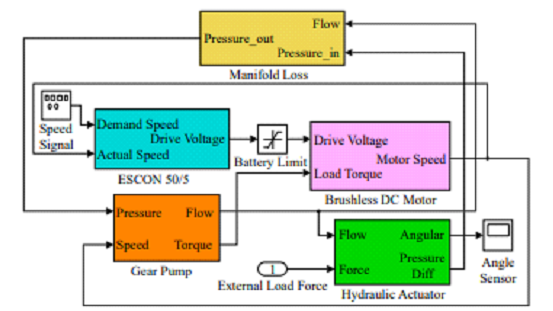 Flow
Pressure_out
Pressure_in
Manifold Loss
Speed
Signal
Demand Speed
Drive Voltage
Actual Speed
ESCON 50/5
Battery Limit
Drive Voltage
Motor Speed
Load Torque
Brushless DC Motor
Pressure Flow
Speed Torque
Gear Pump
1
External Load Force
Flow Angular
Pressure
Force Diff
Hydraulic Actuator
Angle
Sensor